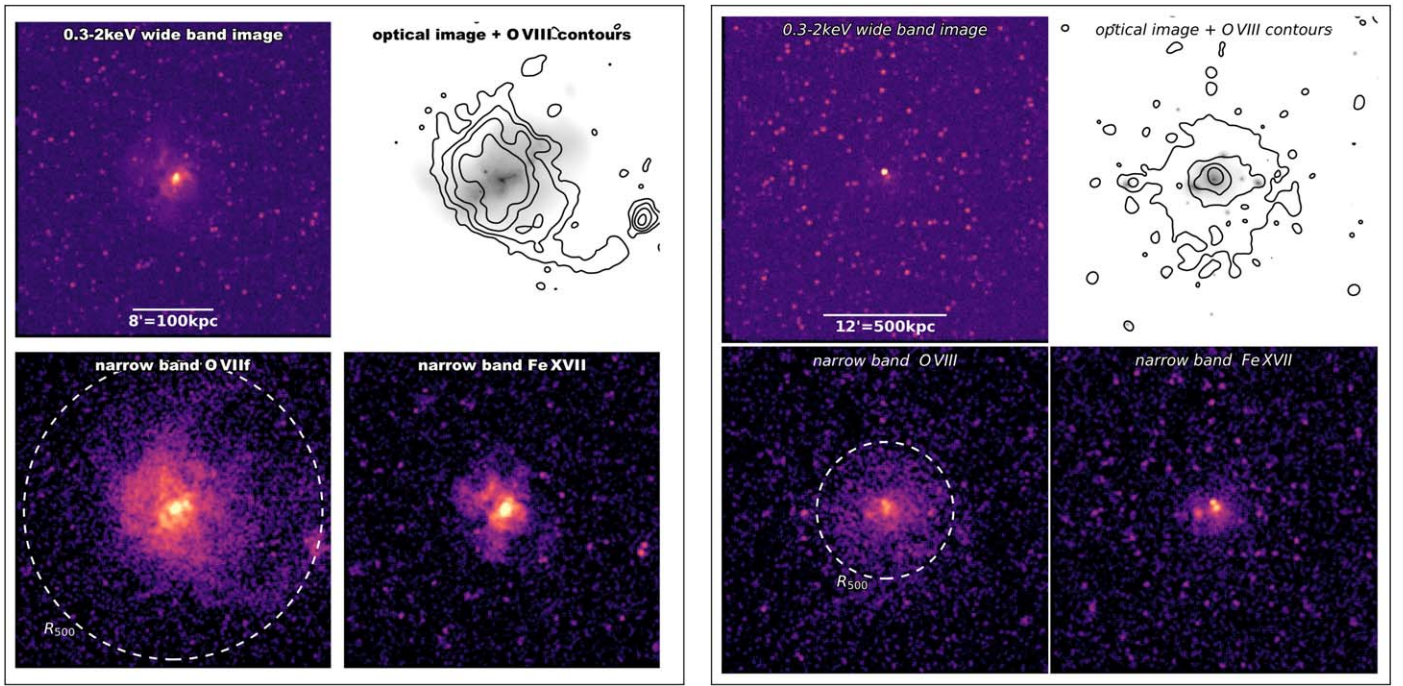 0.3-2keV wide band image
optical image + O VIII contours
8'=100kpc
narrow band O VIIf
R500
narrow band Fe XVII
0.3-2keV wide band image
optical image + O VIII contours
12'=500kpc
narrow band O VIII
R500
narrow band Fe XVII